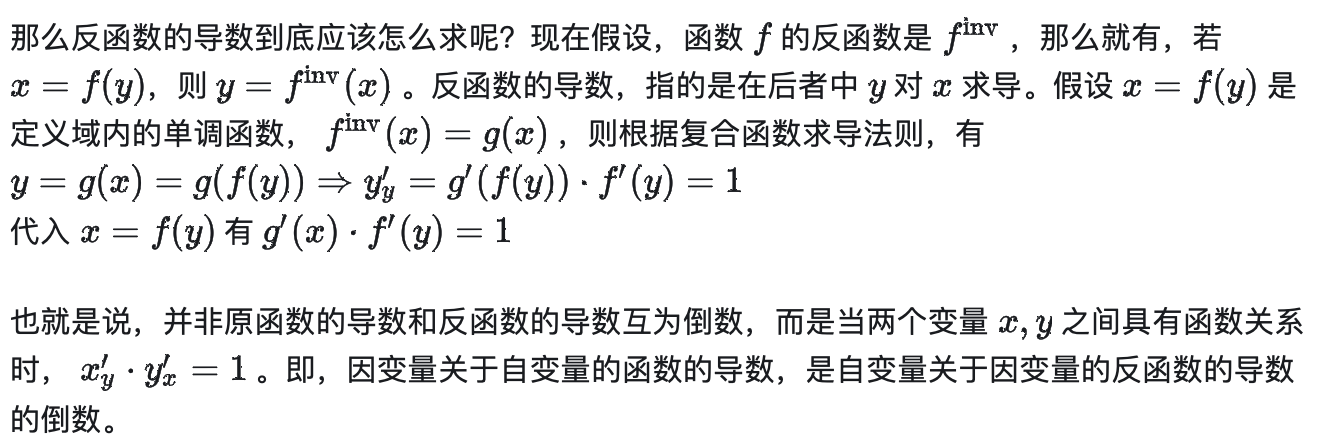 那么反函数的导数到底应该怎么求呢？现在假设，函数 f 的反函数是 f^inv ，那么就有，若
x = f(y)，则 y = f^inv(x) 。反函数的导数，指的是在后者中 y 对 x 求导。假设 x = f(y) 是
定义域内的单调函数， f^inv(x) = g(x) ，则根据复合函数求导法则，有
y = g(x) = g(f(y)) ⇒ y′_y = g′(f(y)) · f′(y) = 1
代入 x = f(y) 有 g′(x) · f′(y) = 1
也就是说，并非原函数的导数和反函数的导数互为倒数，而是当两个变量 x, y 之间具有函数关系
时， x′_y · y′_x = 1 。即，因变量关于自变量的函数的导数，是自变量关于因变量的反函数的导数
的倒数。